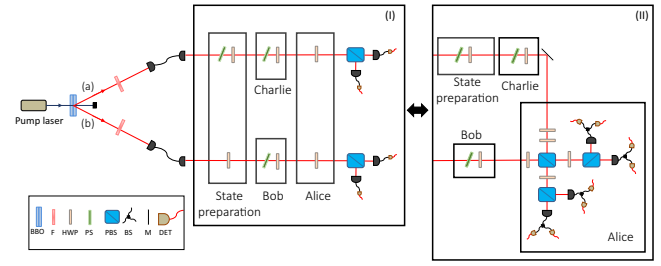 (I)
(II)
(a)
(b)
Pump laser
Charlie
State
preparation
Bob
Alice
State
preparation
Charlie
Bob
Alice
BBO F HWP PS PBS BS M DET